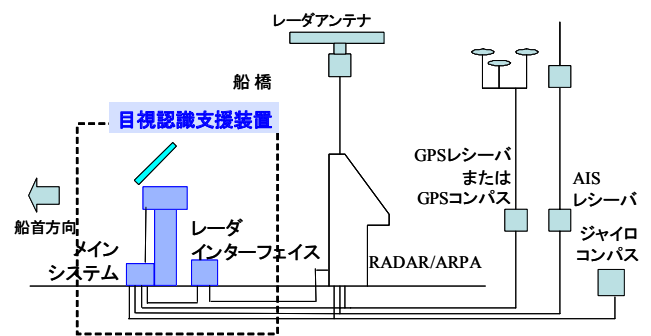 レーダアンテナ
船 橋
目視認識支援装置
GPSレシーバ
または
GPSコンパス
AIS
レシーバ
船首方向
メイン
システム
レーダ
インターフェイス
RADAR/ARPA
ジャイロ
コンパス